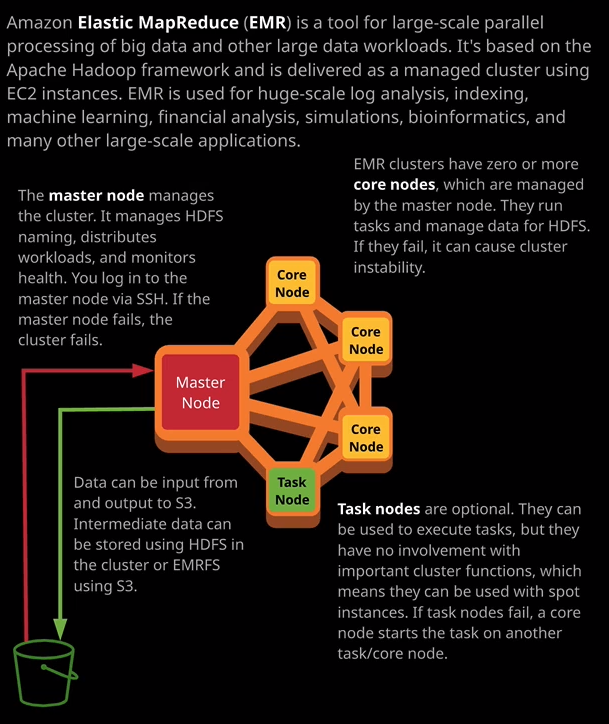 Amazon Elastic MapReduce (EMR) is a tool for large-scale parallel
processing of big data and other large data workloads. It's based on the
Apache Hadoop framework and is delivered as a managed cluster using
EC2 instances. EMR is used for huge-scale log analysis, indexing,
machine learning, financial analysis, simulations, bioinformatics, and
many other large-scale applications.
EMR clusters have zero or more
core nodes, which are managed
by the master node. They run
tasks and manage data for HDFS.
If they fail, it can cause cluster
instability.
The master node manages
the cluster. It manages HDFS
naming, distributes
workloads, and monitors
health. You log in to the
master node via SSH. If the
master node fails, the
cluster fails.
Core
Node
Core
Node
Master
Node
Core
Node
Task
Node
Data can be input from
and output to S3.
Intermediate data can
be stored using HDFS in
the cluster or EMRFS
using S3.
Task nodes are optional. They can
be used to execute tasks, but they
have no involvement with
important cluster functions, which
means they can be used with spot
instances. If task nodes fail, a core
node starts the task on another
task/core node.